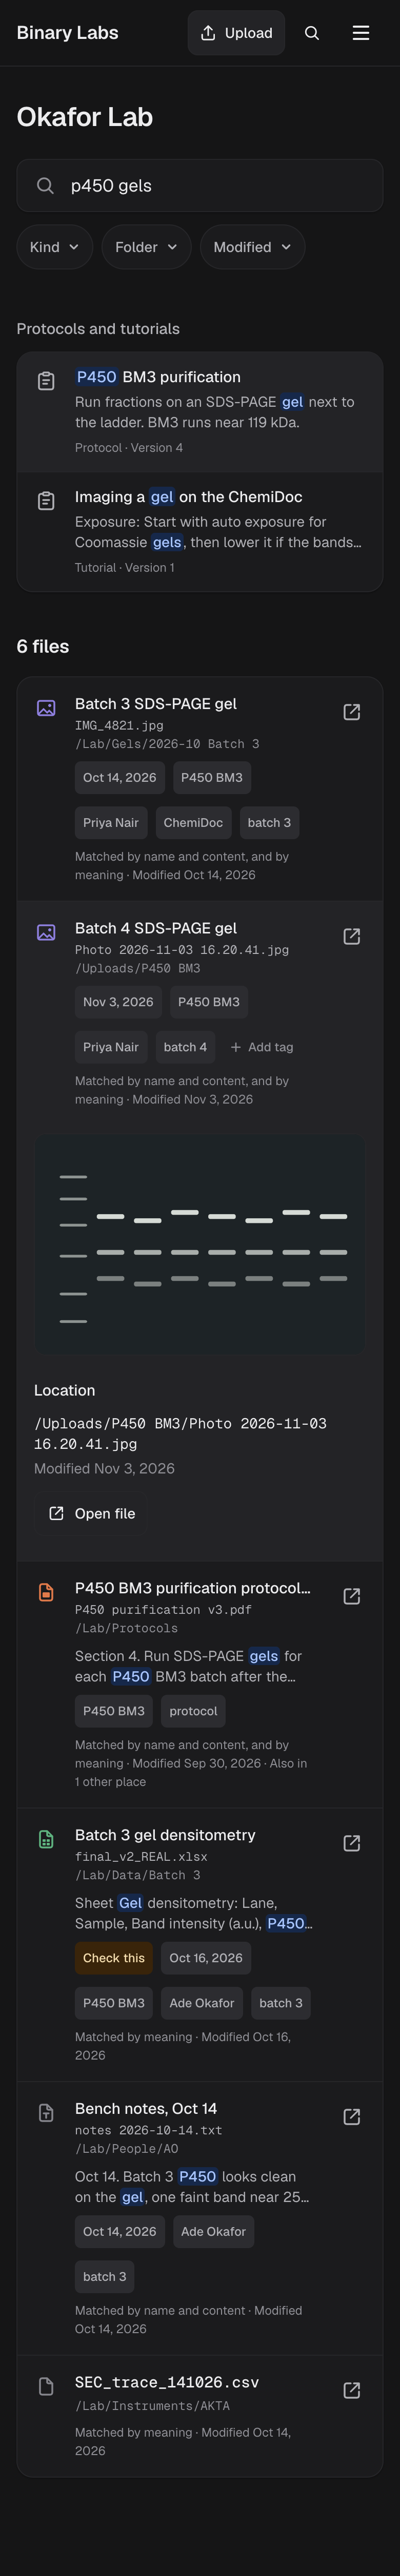 Binary Labs
Upload
Okafor Lab
p450 gels
Kind
Folder
Modified
Protocols and tutorials
P450 BM3 purification
Run fractions on an SDS-PAGE gel next to
the ladder. BM3 runs near 119 kDa.
Protocol · Version 4
Imaging a gel on the ChemiDoc
Exposure: Start with auto exposure for
Coomassie gels, then lower it if the bands…
Tutorial · Version 1
6 files
Batch 3 SDS-PAGE gel
IMG_4821.jpg
/Lab/Gels/2026-10 Batch 3
Oct 14, 2026
P450 BM3
Priya Nair
ChemiDoc
batch 3
Matched by name and content, and by
meaning · Modified Oct 14, 2026
Batch 4 SDS-PAGE gel
Photo 2026-11-03 16.20.41.jpg
/Uploads/P450 BM3
Nov 3, 2026
P450 BM3
Priya Nair
batch 4
Add tag
Matched by name and content, and by
meaning · Modified Nov 3, 2026
Location
/Uploads/P450 BM3/Photo 2026-11-03
16.20.41.jpg
Modified Nov 3, 2026
Open file
P450 BM3 purification protocol…
P450 purification v3.pdf
/Lab/Protocols
Section 4. Run SDS-PAGE gels for
each P450 BM3 batch after the…
P450 BM3
protocol
Matched by name and content, and by
meaning · Modified Sep 30, 2026 · Also in
1 other place
Batch 3 gel densitometry
final_v2_REAL.xlsx
/Lab/Data/Batch 3
Sheet Gel densitometry: Lane,
Sample, Band intensity (a.u.), P450…
Check this
Oct 16, 2026
P450 BM3
Ade Okafor
batch 3
Matched by meaning · Modified Oct 16,
2026
Bench notes, Oct 14
notes 2026-10-14.txt
/Lab/People/AO
Oct 14. Batch 3 P450 looks clean
on the gel, one faint band near 25…
Oct 14, 2026
Ade Okafor
batch 3
Matched by name and content · Modified
Oct 14, 2026
SEC_trace_141026.csv
/Lab/Instruments/AKTA
Matched by meaning · Modified Oct 14,
2026